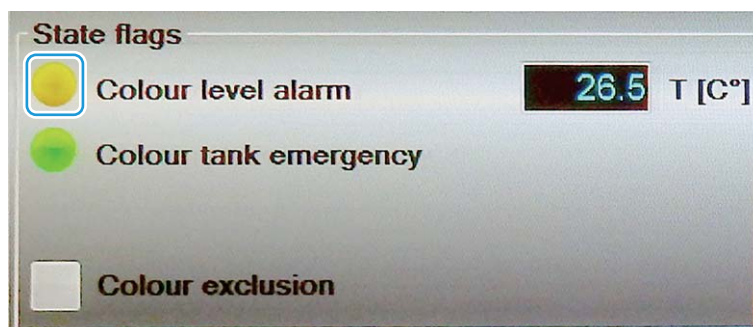 State flags
Colour level alarm 26.5 T [C°]
Colour tank emergency
Colour exclusion